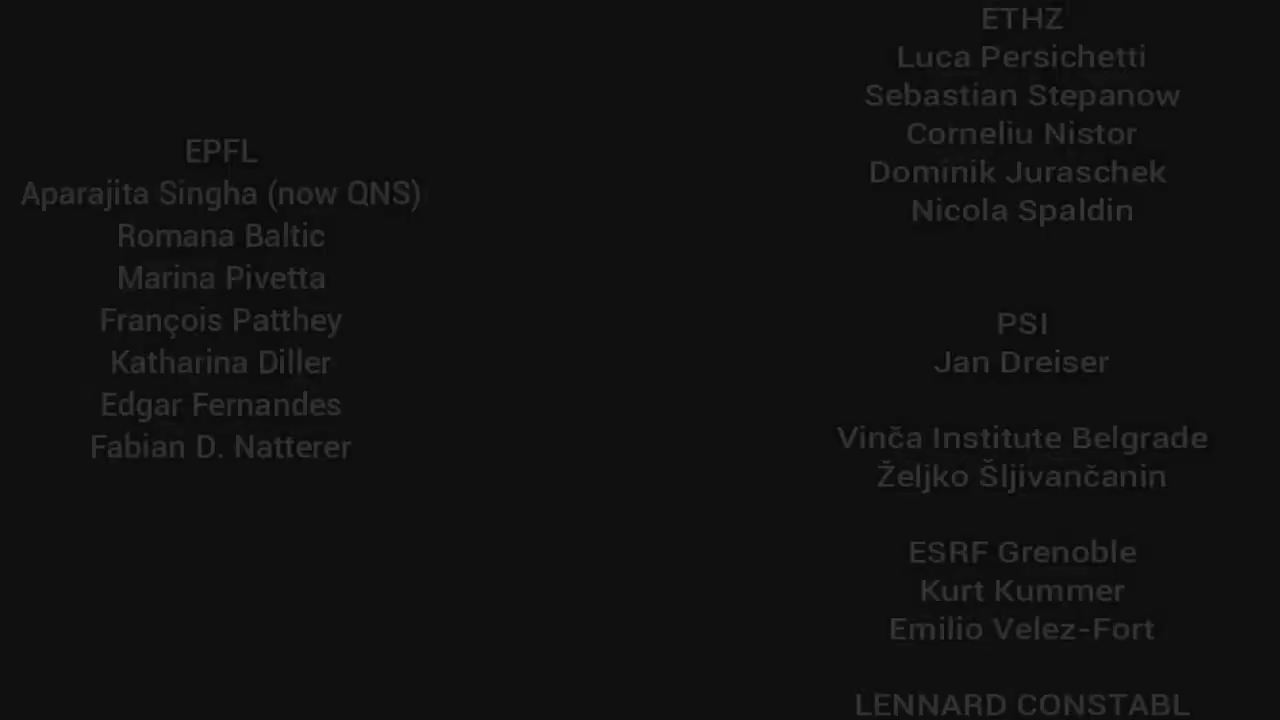 EPFL
Aparajita Singha (now QNS)
Romana Baltic
Marina Pivetta
François Patthey
Katharina Diller
Edgar Fernandes
Fabian D. Natterer
ETHZ
Luca Persichetti
Sebastian Stepanow
Corneliu Nistor
Dominik Juraschek
Nicola Spaldin
PSI
Jan Dreiser
Vinča Institute Belgrade
Željko Šljivančanin
ESRF Grenoble
Kurt Kummer
Emilio Velez-Fort
LENNARD CONSTABL